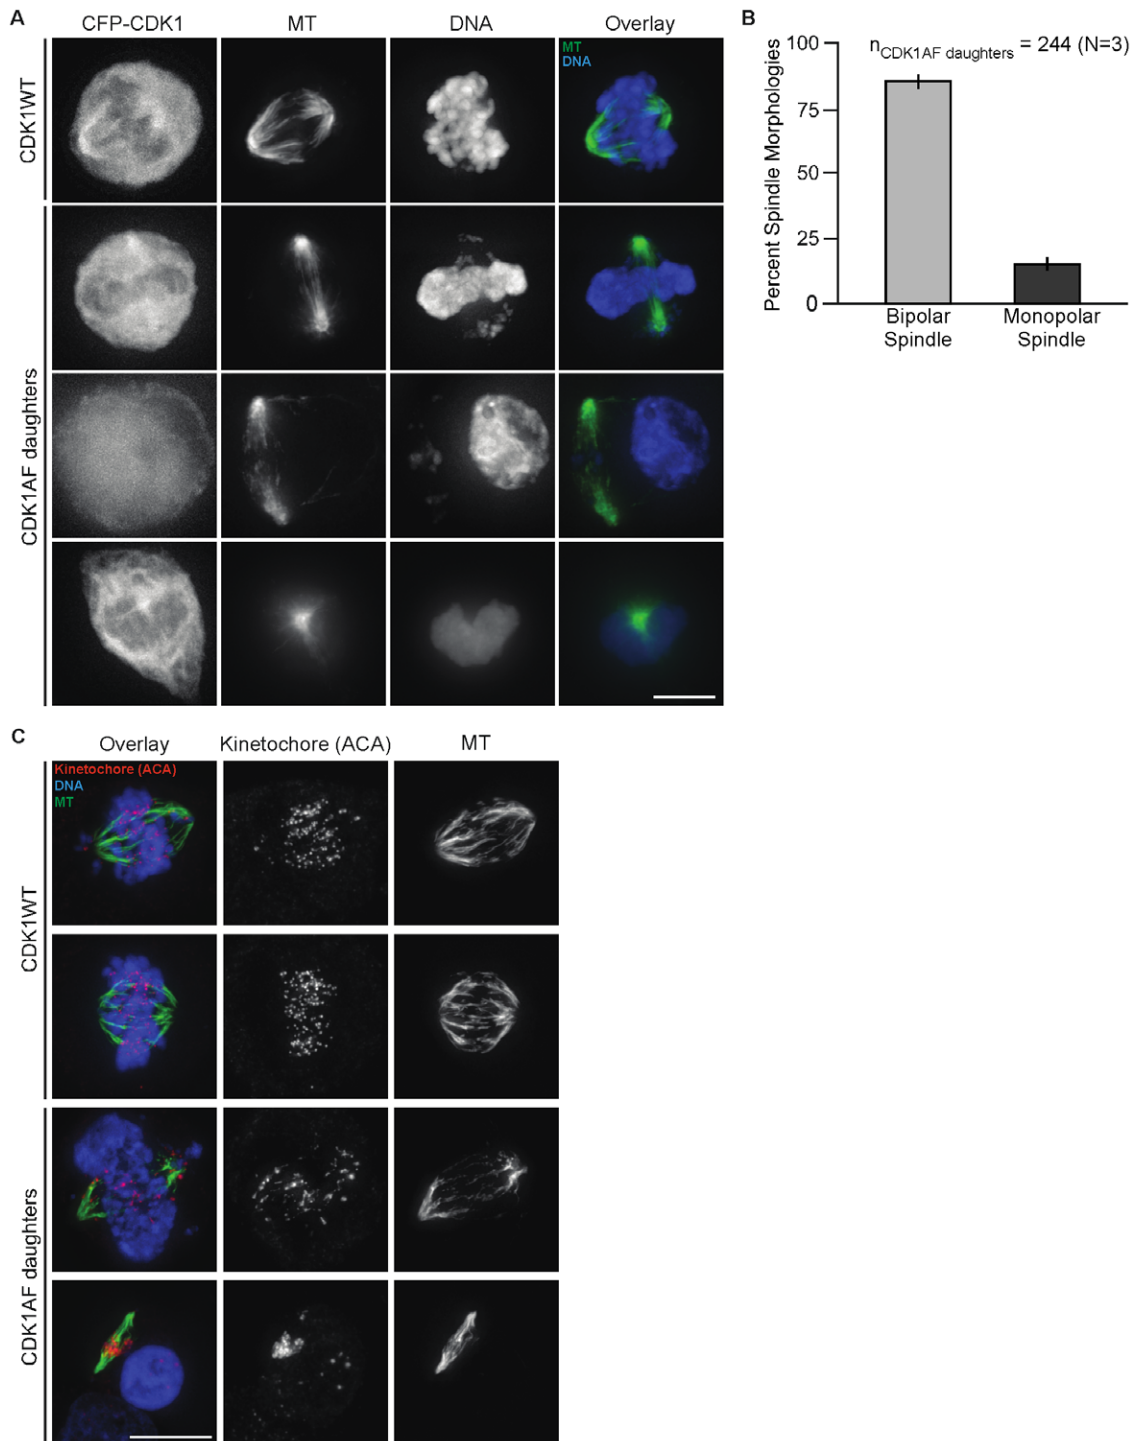 A
CFP-CDK1 MT DNA Overlay
CDK1WT
MT
DNA
CDK1AF daughters
B
nCDK1AF daughters = 244 (N=3)
Percent Spindle Morphologies
100
75
50
25
0
Bipolar
Spindle
Monopolar
Spindle
C
Overlay Kinetochore (ACA) MT
Kinetochore (ACA)
DNA
MT
CDK1WT
CDK1AF daughters